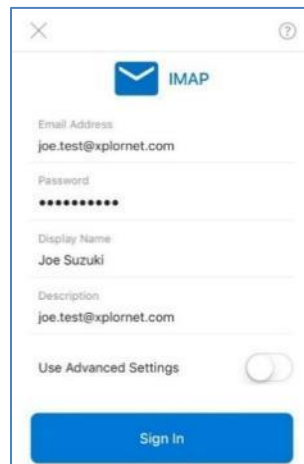 IMAP
Email Address
joe.test@xplornet.com
Password
••••••••••
Display Name
Joe Suzuki
Description
joe.test@xplornet.com
Use Advanced Settings
Sign In